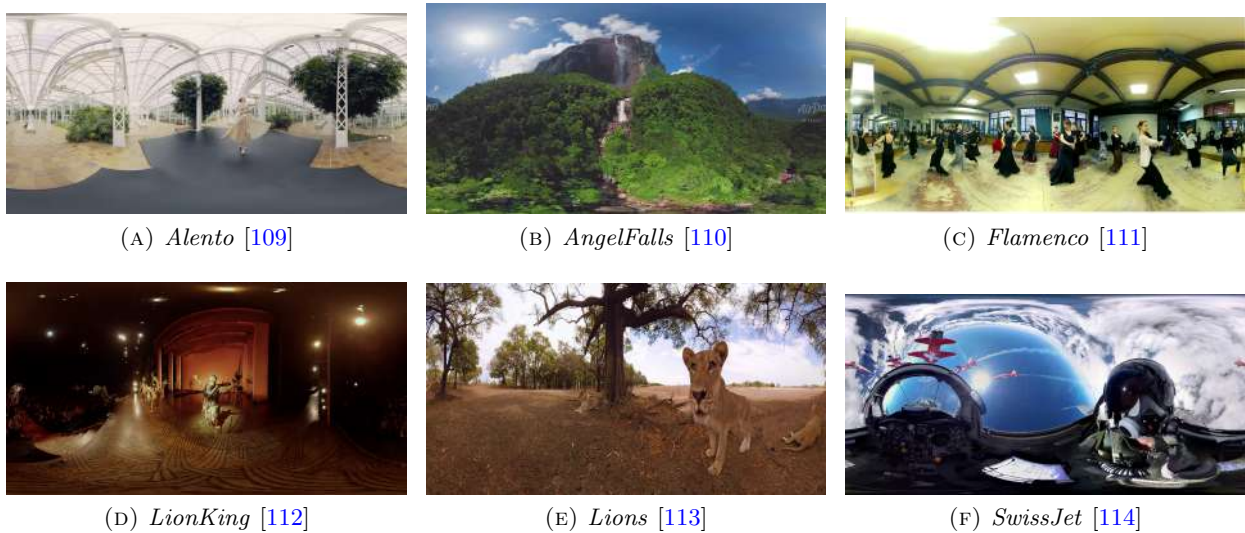 (A) Alento [109]
(B) AngelFalls [110]
(C) Flamenco [111]
(D) LionKing [112]
(E) Lions [113]
(F) SwissJet [114]